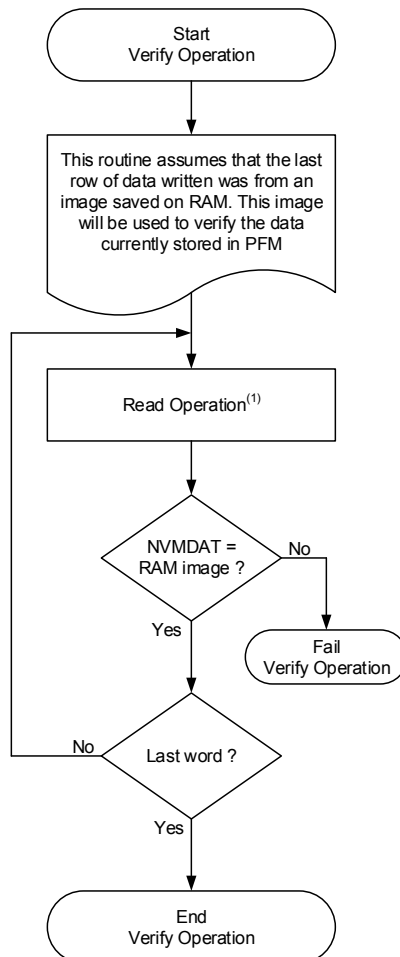 Start
Verify Operation
This routine assumes that the last
row of data written was from an
image saved on RAM. This image
will be used to verify the data
currently stored in PFM
Read Operation(1)
NVMDAT =
RAM image ?
No
Yes
Fail
Verify Operation
Last word ?
No
Yes
End
Verify Operation